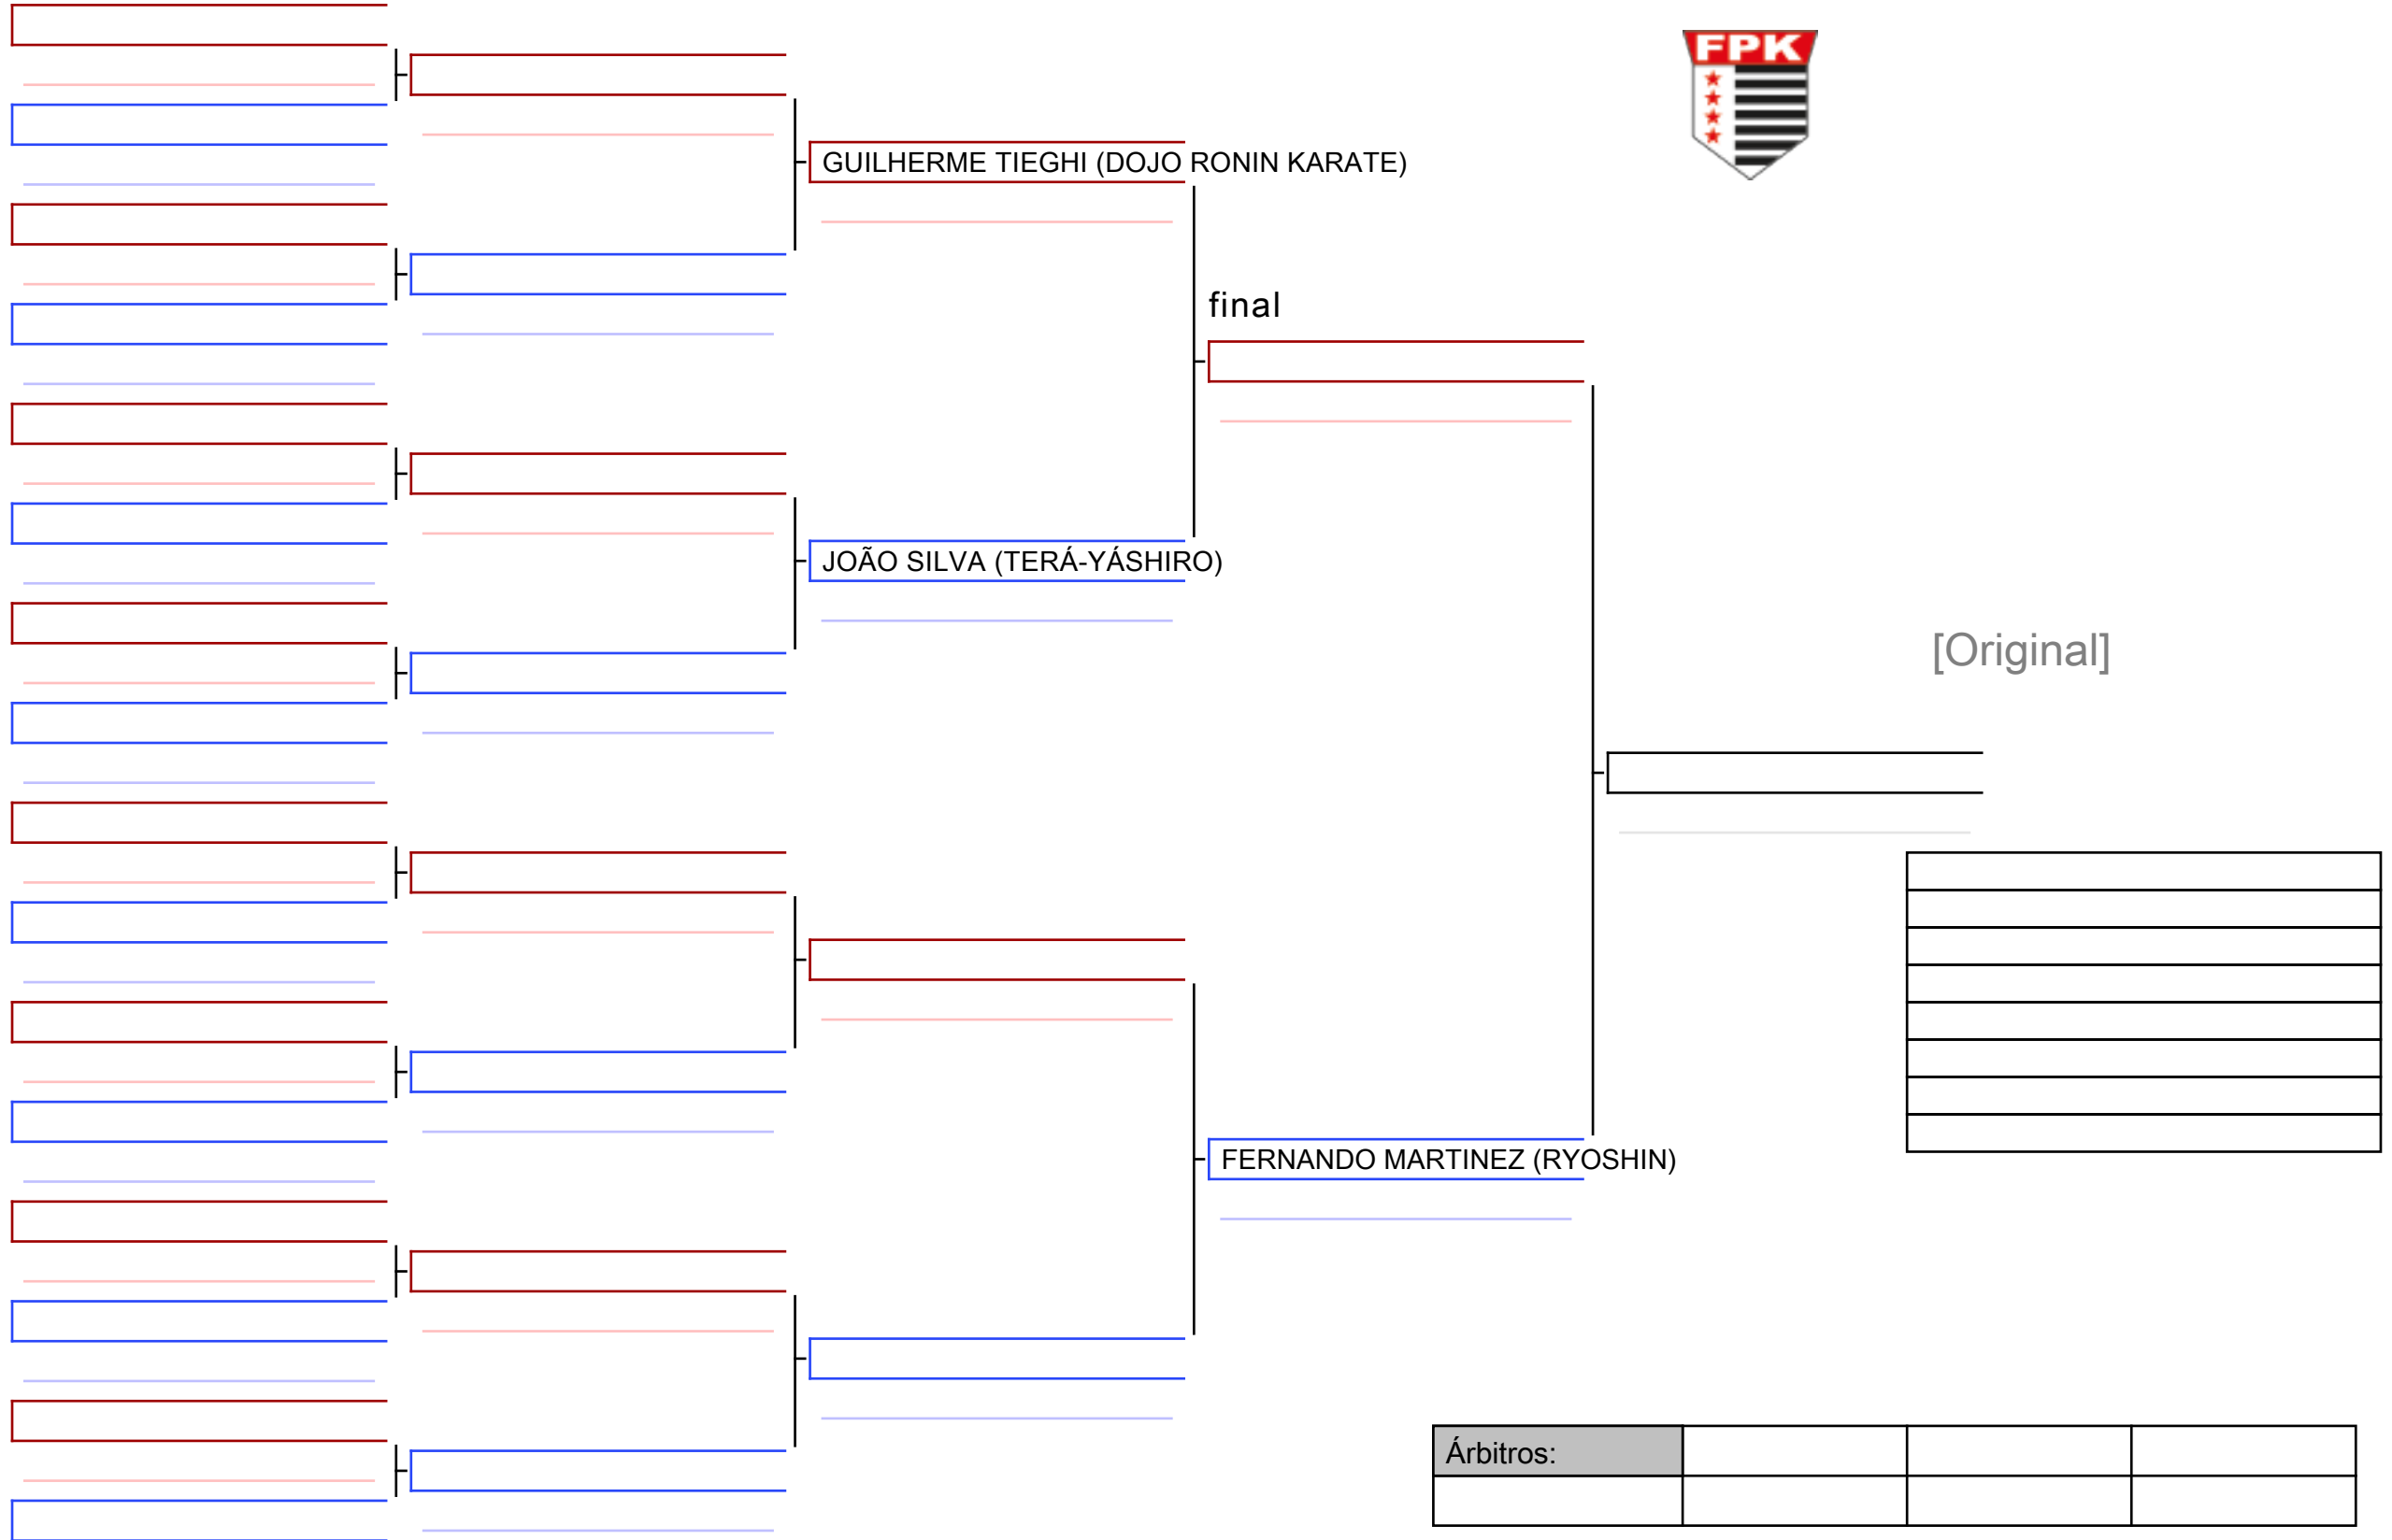 FPK
GUILHERME TIEGHI (DOJO RONIN KARATE)
final
JOÃO SILVA (TERÁ-YÁSHIRO)
[Original]
FERNANDO MARTINEZ (RYOSHIN)
Árbitros: